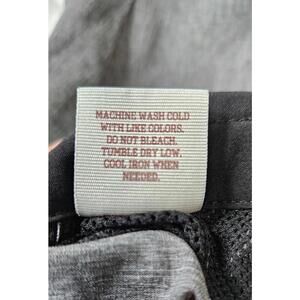 MACHINE WASH COLD
WITH LIKE COLORS.
DO NOT BLEACH.
TUMBLE DRY LOW.
COOL IRON WHEN
NEEDED.